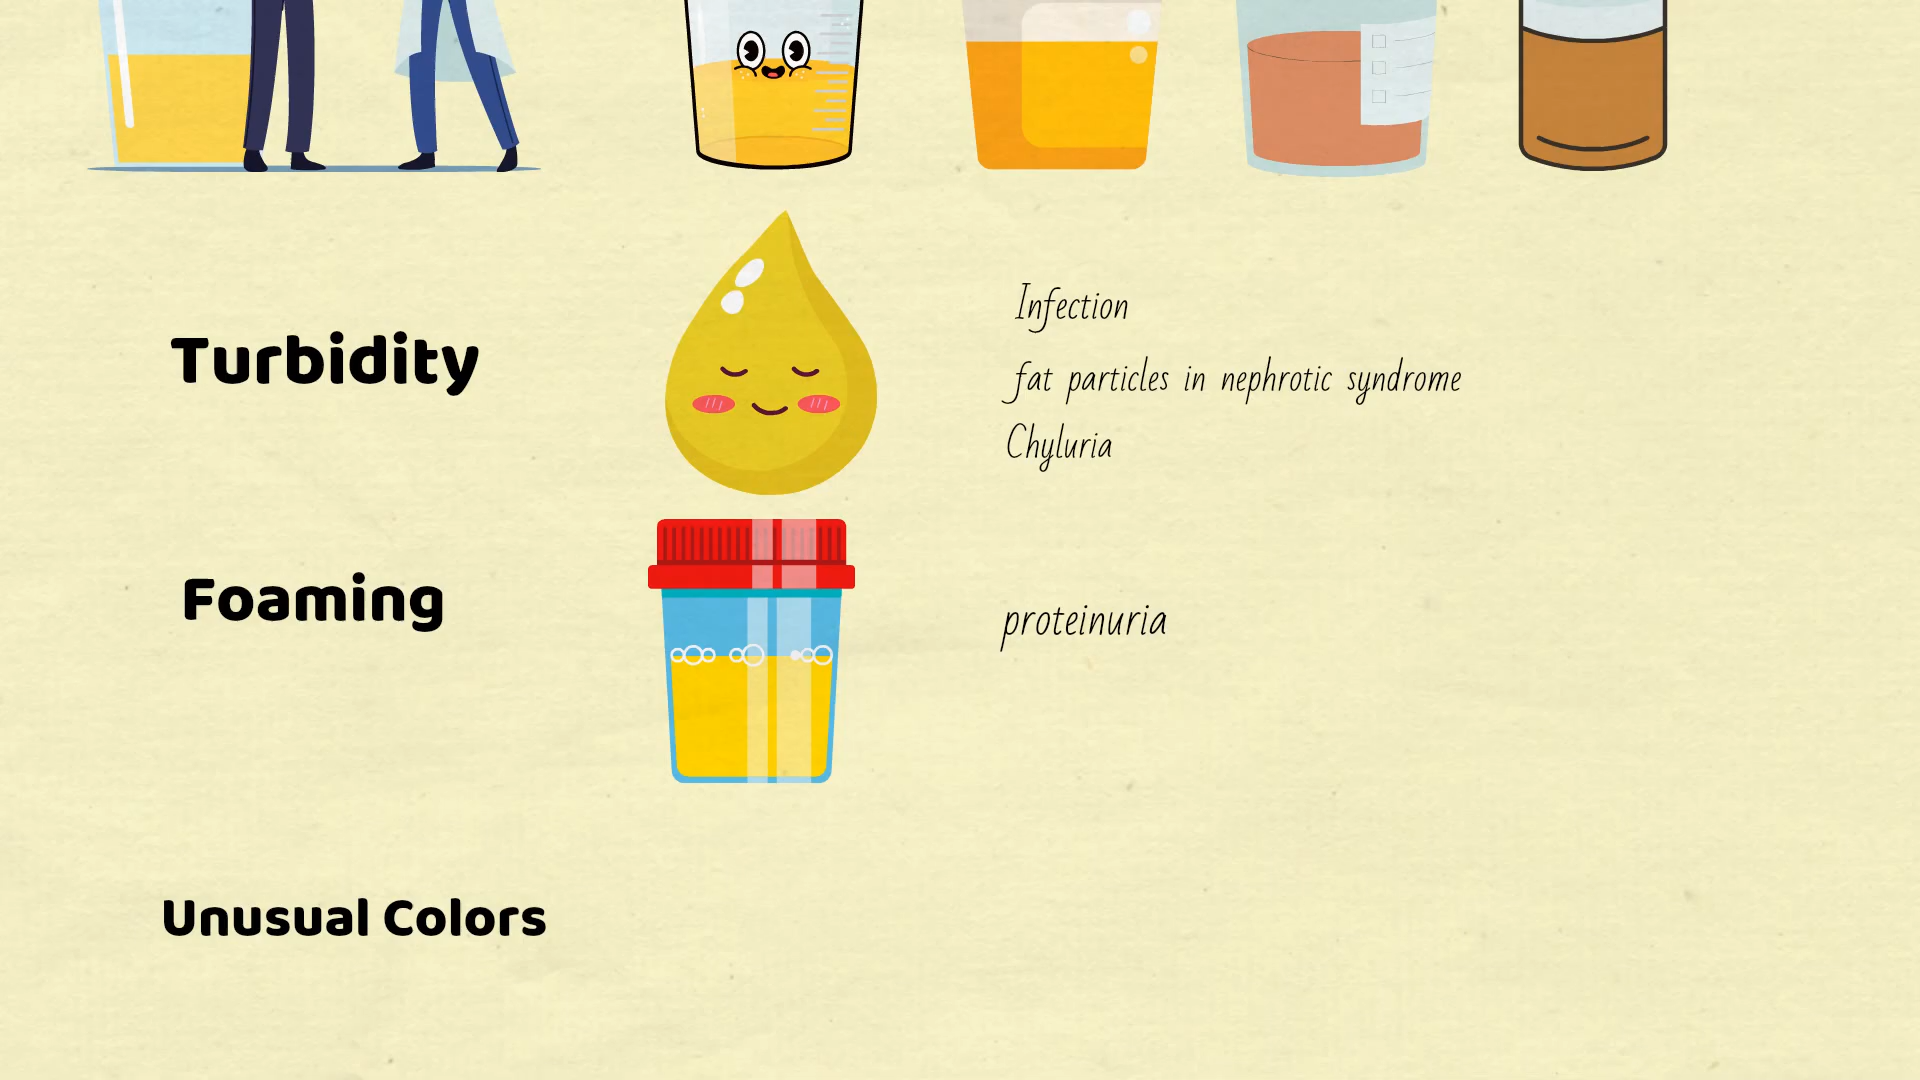 Turbidity
Infection
fat particles in nephrotic syndrome
Chyluria
Foaming
proteinuria
Unusual Colors